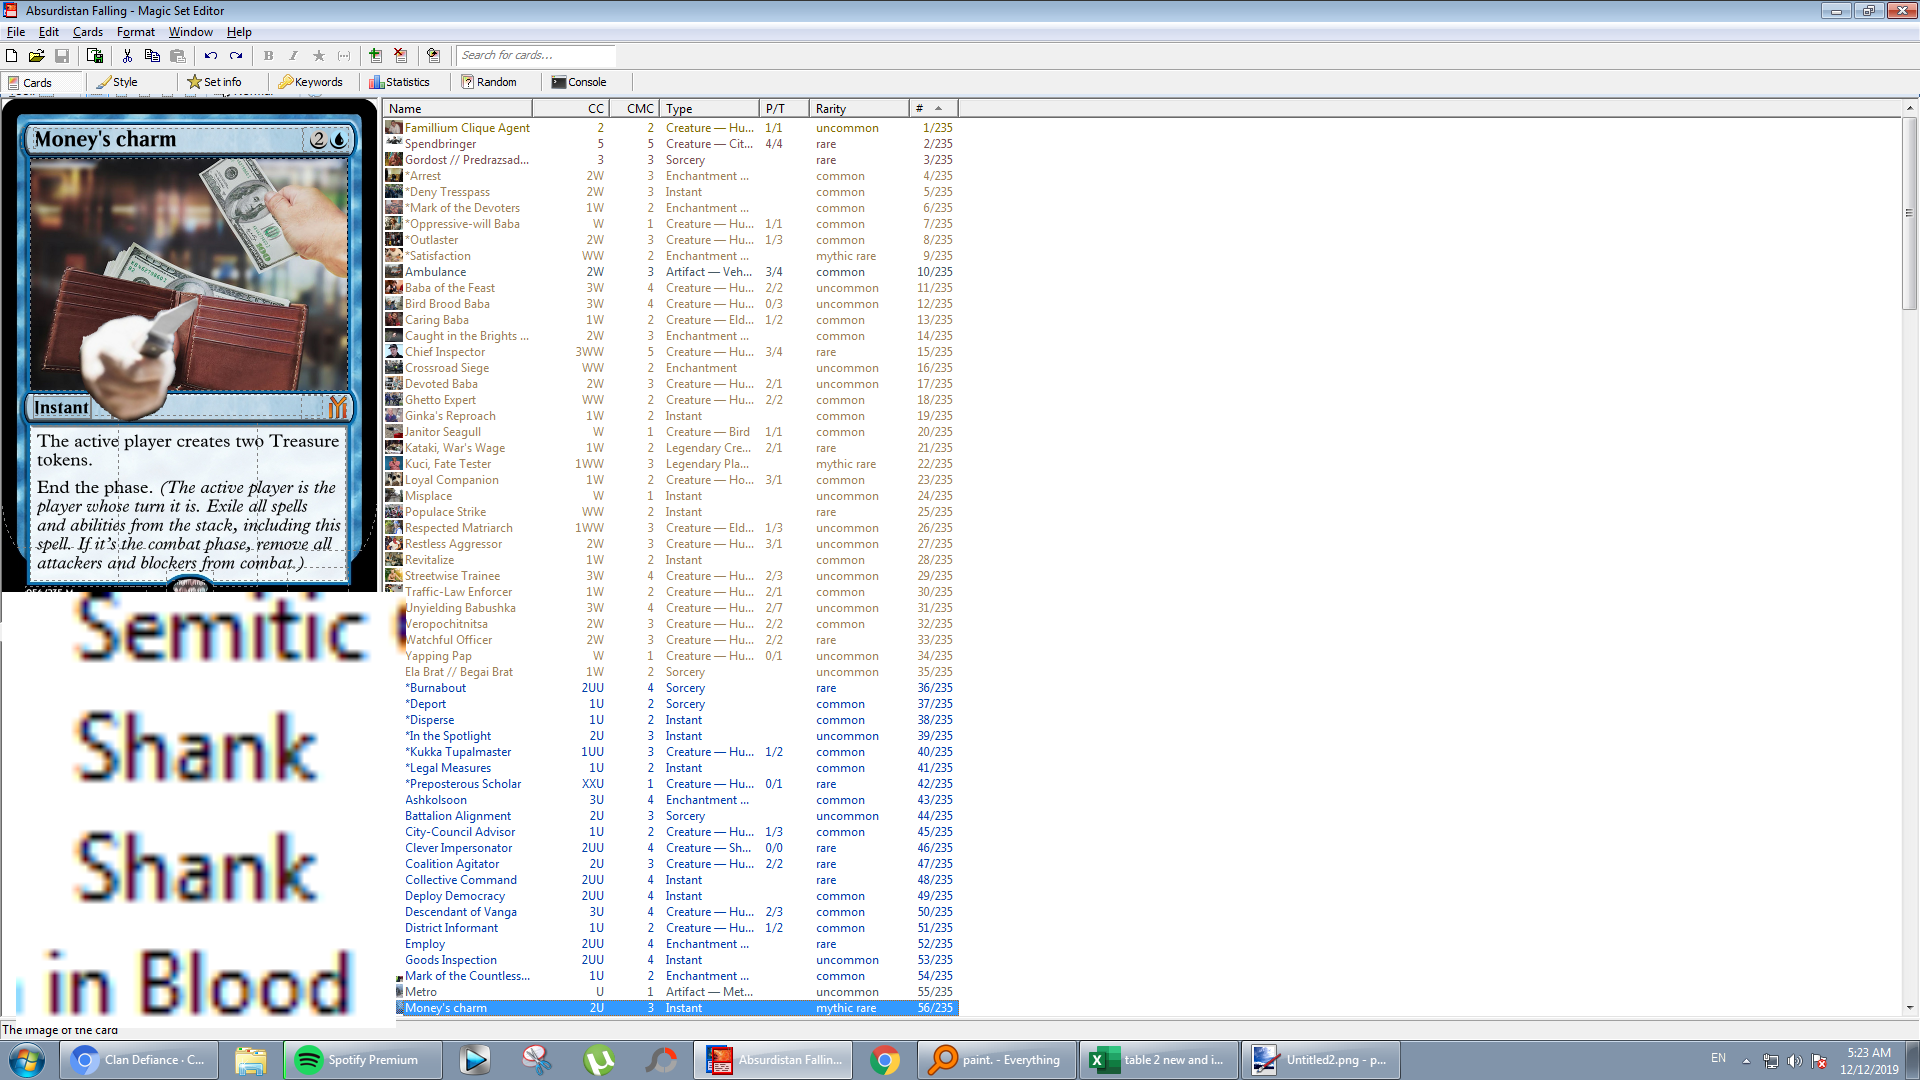 Absurdistan Falling - Magic Set Editor
File Edit Cards Format Window Help
Search for cards...
Cards Style Set info Keywords Statistics Random Console
Money's charm 2
Instant
The active player creates two Treasure
tokens.
End the phase. (The active player is the
player whose turn it is. Exile all spells
and abilities from the stack, including this
spell. If it's the combat phase, remove all
attackers and blockers from combat.)
Semitic
Shank
Shank
in Blood
Name CC CMC Type P/T Rarity #
Famillium Clique Agent 2 2 Creature — Hu... 1/1 uncommon 1/235
Spendbringer 5 5 Creature — Cit... 4/4 rare 2/235
Gordost // Predrazsad... 3 3 Sorcery rare 3/235
*Arrest 2W 3 Enchantment ... common 4/235
*Deny Tresspass 2W 3 Instant common 5/235
*Mark of the Devoters 1W 2 Enchantment ... common 6/235
*Oppressive-will Baba W 1 Creature — Hu... 1/1 common 7/235
*Outlaster 2W 3 Creature — Hu... 1/3 common 8/235
*Satisfaction WW 2 Enchantment ... mythic rare 9/235
Ambulance 2W 3 Artifact — Veh... 3/4 common 10/235
Baba of the Feast 3W 4 Creature — Hu... 2/2 uncommon 11/235
Bird Brood Baba 3W 4 Creature — Hu... 0/3 uncommon 12/235
Caring Baba 1W 2 Creature — Eld... 1/2 common 13/235
Caught in the Brights ... 2W 3 Enchantment ... common 14/235
Chief Inspector 3WW 5 Creature — Hu... 3/4 rare 15/235
Crossroad Siege WW 2 Enchantment uncommon 16/235
Devoted Baba 2W 3 Creature — Hu... 2/1 uncommon 17/235
Ghetto Expert WW 2 Creature — Hu... 2/2 common 18/235
Ginka's Reproach 1W 2 Instant common 19/235
Janitor Seagull W 1 Creature — Bird 1/1 common 20/235
Kataki, War's Wage 1W 2 Legendary Cre... 2/1 rare 21/235
Kuci, Fate Tester 1WW 3 Legendary Pla... mythic rare 22/235
Loyal Companion 1W 2 Creature — Ho... 3/1 common 23/235
Misplace W 1 Instant uncommon 24/235
Populace Strike WW 2 Instant rare 25/235
Respected Matriarch 1WW 3 Creature — Eld... 1/3 uncommon 26/235
Restless Aggressor 2W 3 Creature — Hu... 3/1 uncommon 27/235
Revitalize 1W 2 Instant common 28/235
Streetwise Trainee 3W 4 Creature — Hu... 2/3 uncommon 29/235
Traffic-Law Enforcer 1W 2 Creature — Hu... 2/1 common 30/235
Unyielding Babushka 3W 4 Creature — Hu... 2/7 uncommon 31/235
Veropochitnitsa 2W 3 Creature — Hu... 2/2 common 32/235
Watchful Officer 2W 3 Creature — Hu... 2/2 rare 33/235
Yapping Pap W 1 Creature — Hu... 0/1 uncommon 34/235
Ela Brat // Begai Brat 1W 2 Sorcery uncommon 35/235
*Burnabout 2UU 4 Sorcery rare 36/235
*Deport 1U 2 Sorcery common 37/235
*Disperse 1U 2 Instant common 38/235
*In the Spotlight 2U 3 Instant uncommon 39/235
*Kukka Tupalmaster 1UU 3 Creature — Hu... 1/2 common 40/235
*Legal Measures 1U 2 Instant common 41/235
*Preposterous Scholar XXU 1 Creature — Hu... 0/1 rare 42/235
Ashkolsoon 3U 4 Enchantment ... common 43/235
Battalion Alignment 2U 3 Sorcery uncommon 44/235
City-Council Advisor 1U 2 Creature — Hu... 1/3 common 45/235
Clever Impersonator 2UU 4 Creature — Sh... 0/0 rare 46/235
Coalition Agitator 2U 3 Creature — Hu... 2/2 rare 47/235
Collective Command 2UU 4 Instant rare 48/235
Deploy Democracy 2UU 4 Instant common 49/235
Descendant of Vanga 3U 4 Creature — Hu... 2/3 common 50/235
District Informant 1U 2 Creature — Hu... 1/2 common 51/235
Employ 2UU 4 Enchantment ... rare 52/235
Goods Inspection 2UU 4 Instant uncommon 53/235
Mark of the Countless... 1U 2 Enchantment ... common 54/235
Metro U 1 Artifact — Met... uncommon 55/235
Money's charm 2U 3 Instant mythic rare 56/235
The image of the card
Clan Defiance · C... Spotify Premium Absurdistan Fallin... paint. - Everything table 2 new and i... Untitled2.png - p... EN 5:23 AM
12/12/2019